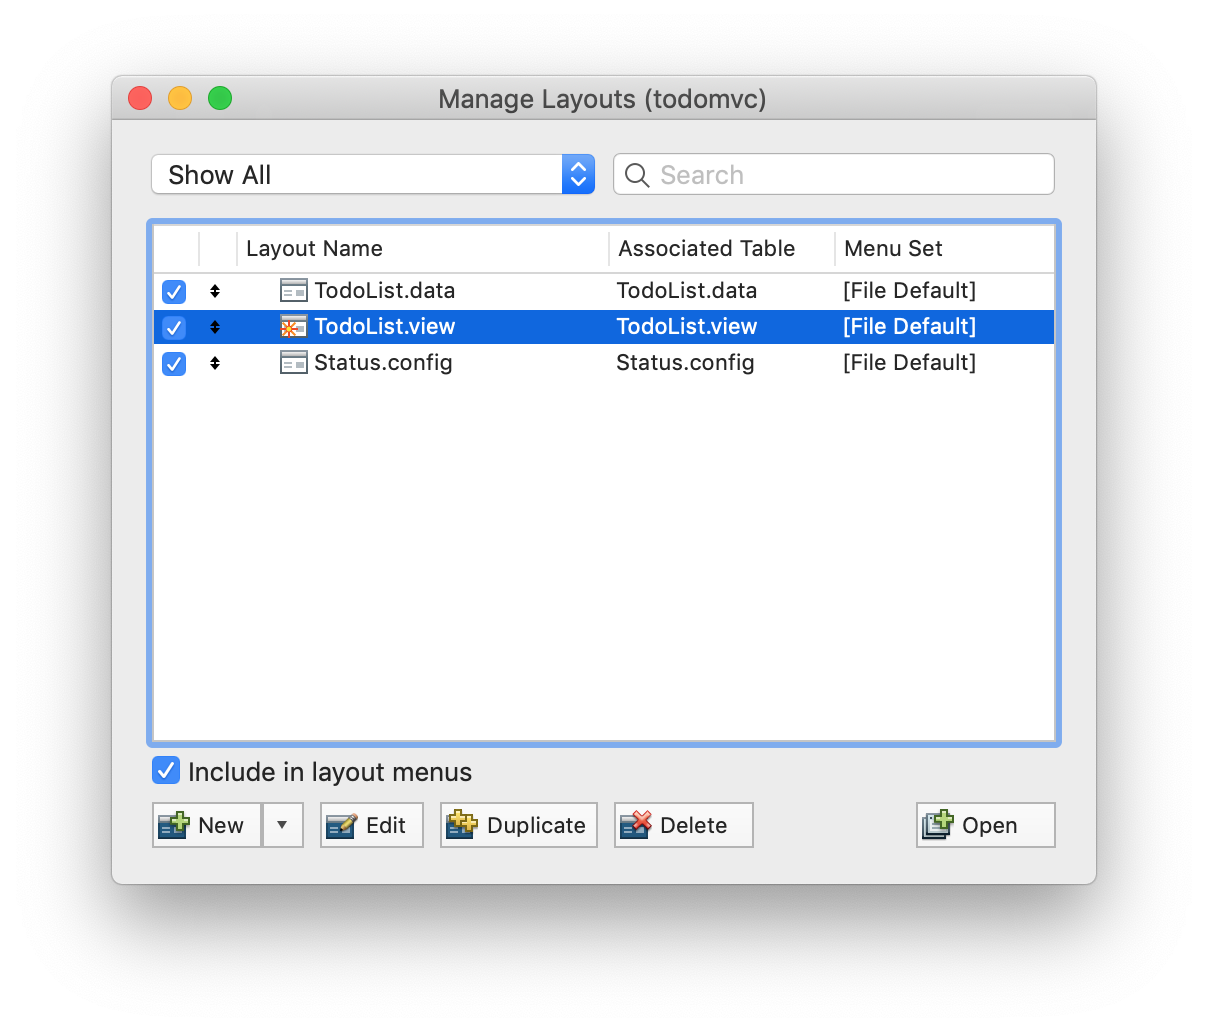 Manage Layouts (todomvc)
Show All
Search
Layout Name Associated Table Menu Set
TodoList.data TodoList.data [File Default]
TodoList.view TodoList.view [File Default]
Status.config Status.config [File Default]
Include in layout menus
New Edit Duplicate Delete Open